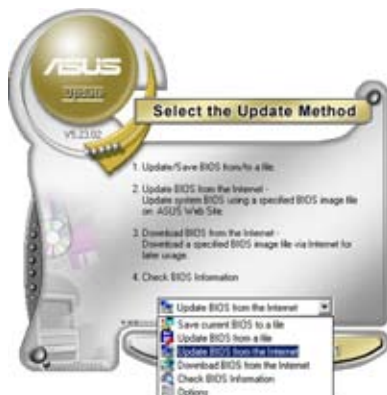 ASUS
Update
V5.23.02
Select the Update Method
1. Update/Save BIOS from/to a file.
2. Update BIOS from the Internet -
Update system BIOS using a specified BIOS image file
on ASUS Web Site.
3. Download BIOS from the Internet -
Download a specified BIOS image file via Internet for
later usage.
4. Check BIOS Information
Update BIOS from the Internet
Save current BIOS to a file
Update BIOS from a file
Update BIOS from the Internet
Download BIOS from the Internet
Check BIOS Information
Options